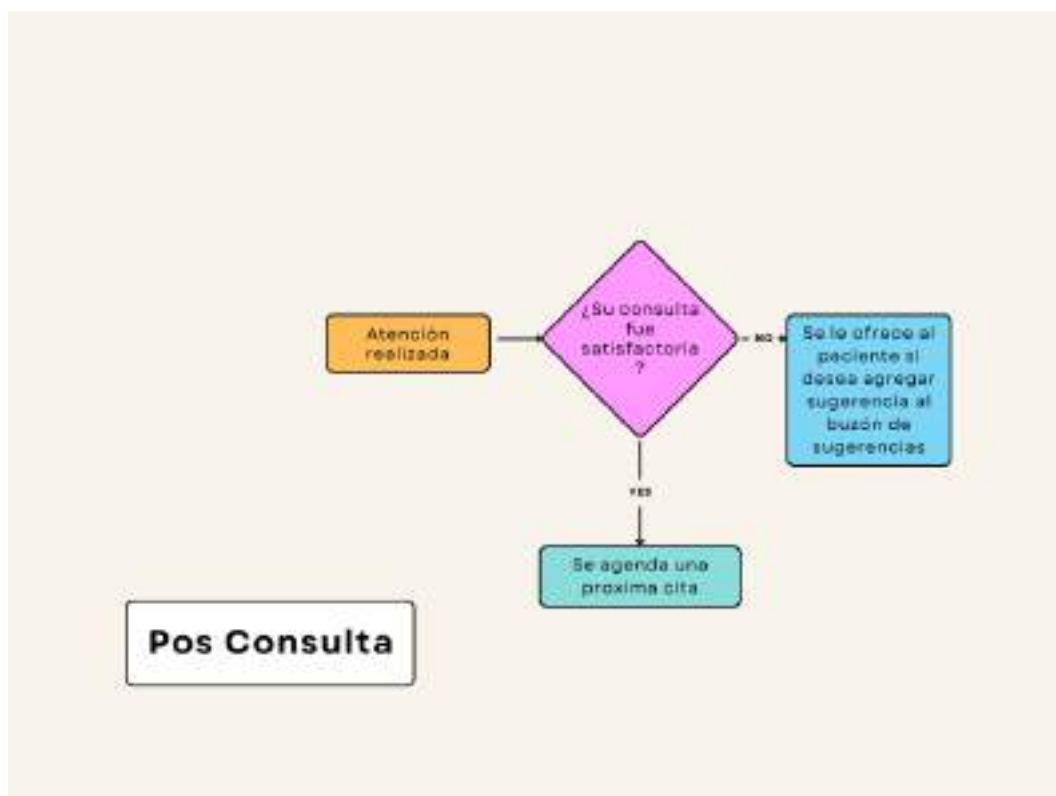 Atención
realizada
¿Su consulta
fue
satisfactoria
?
NO
Se le ofrece al
paciente si
desea agregar
sugerencia al
buzón de
sugerencias
YES
Se agenda una
proxima cita
Pos Consulta